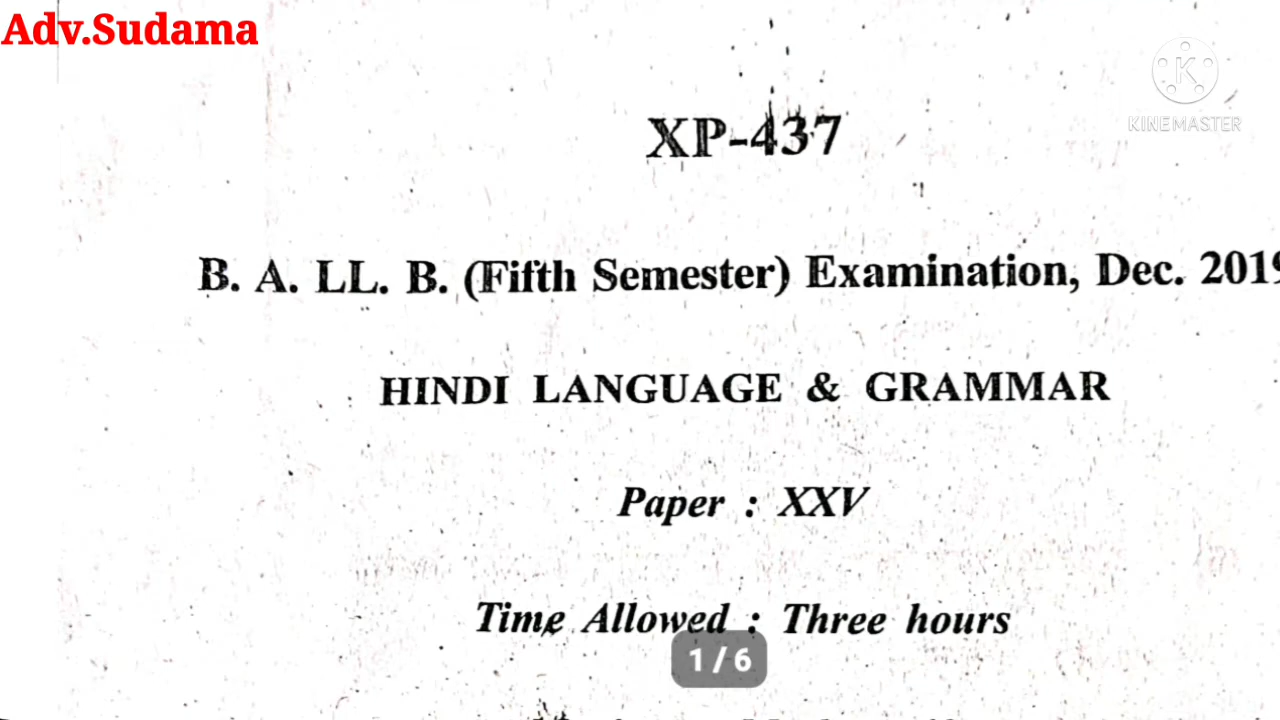 Adv.Sudama
KINEMASTER
XP-437
B. A. LL. B. (Fifth Semester) Examination, Dec. 2019
HINDI LANGUAGE & GRAMMAR
Paper : XXV
Time Allowed : Three hours
1 / 6